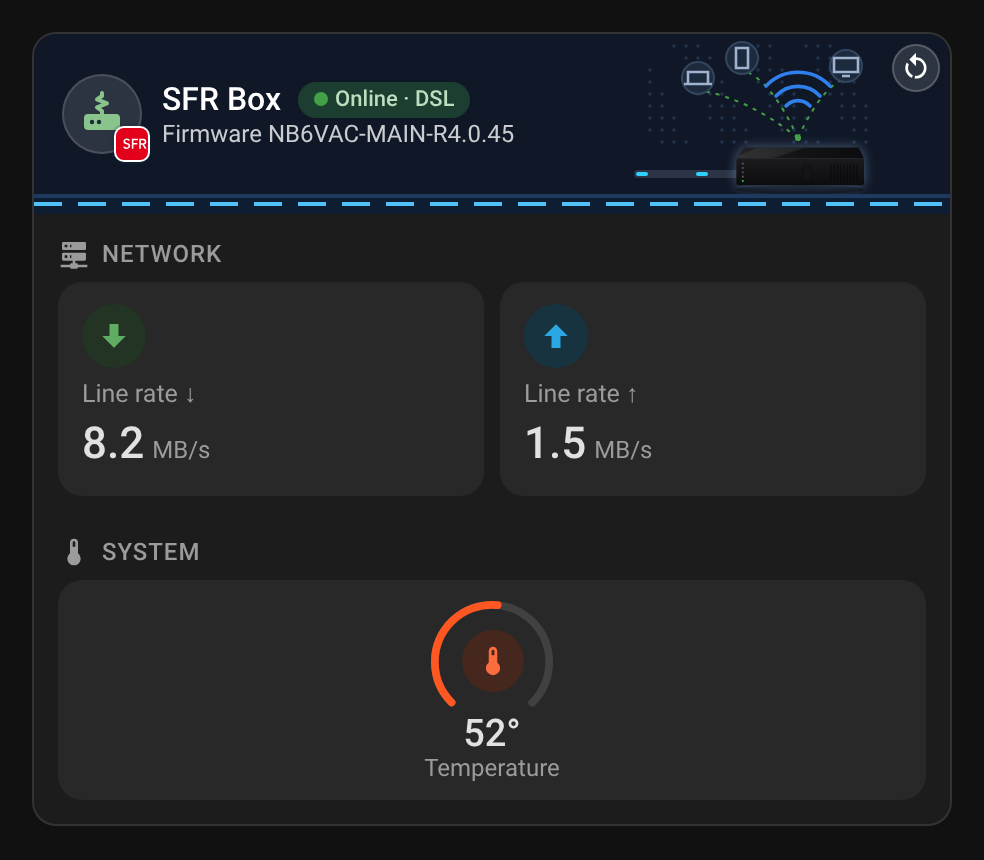 SFR Box
Online · DSL
Firmware NB6VAC-MAIN-R4.0.45
SFR
NETWORK
Line rate ↓
8.2 MB/s
Line rate ↑
1.5 MB/s
SYSTEM
52°
Temperature